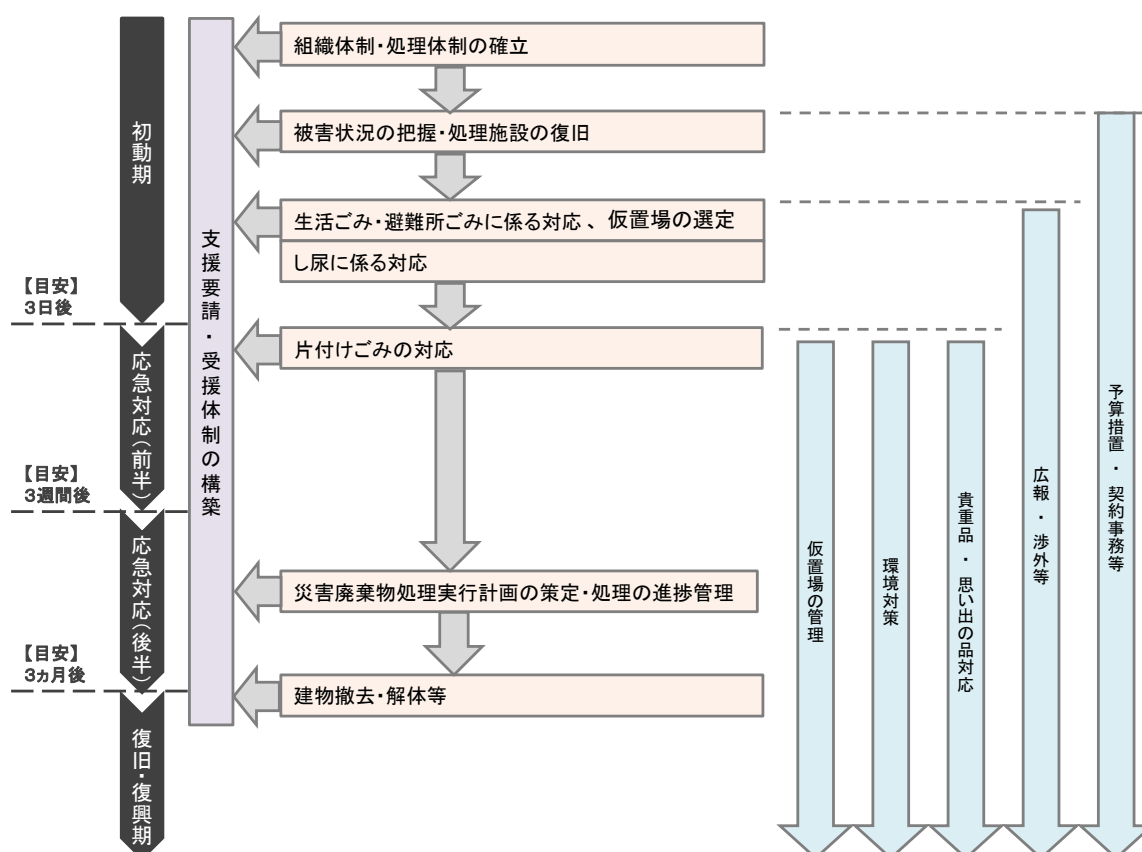 初動期
【目安】
3日後
応急対応(前半)
【目安】
3週間後
応急対応(後半)
【目安】
3ヵ月後
復旧・復興期
支援要請・受援体制の構築
組織体制・処理体制の確立
被害状況の把握・処理施設の復旧
生活ごみ・避難所ごみに係る対応 、仮置場の選定
し尿に係る対応
片付けごみの対応
災害廃棄物処理実行計画の策定・処理の進捗管理
建物撤去・解体等
仮置場の管理
環境対策
貴重品・思い出の品対応
広報・渉外等
予算措置・契約事務等